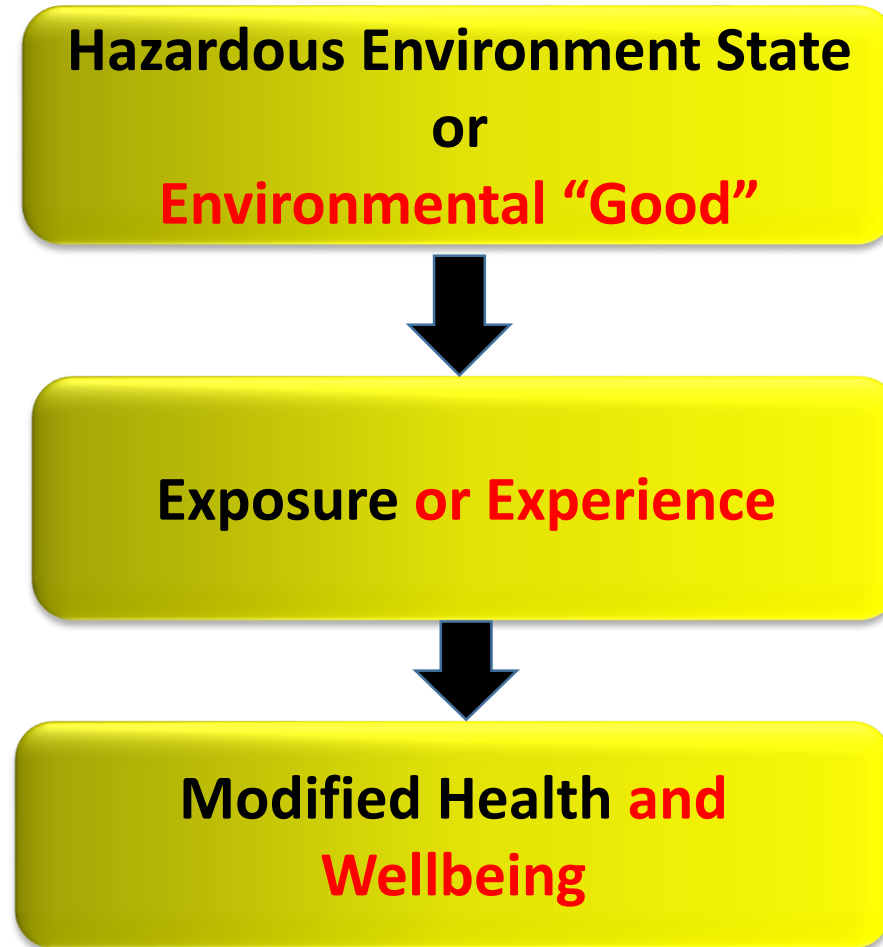 Hazardous Environment State
or
Environmental “Good”
Exposure or Experience
Modified Health and
Wellbeing